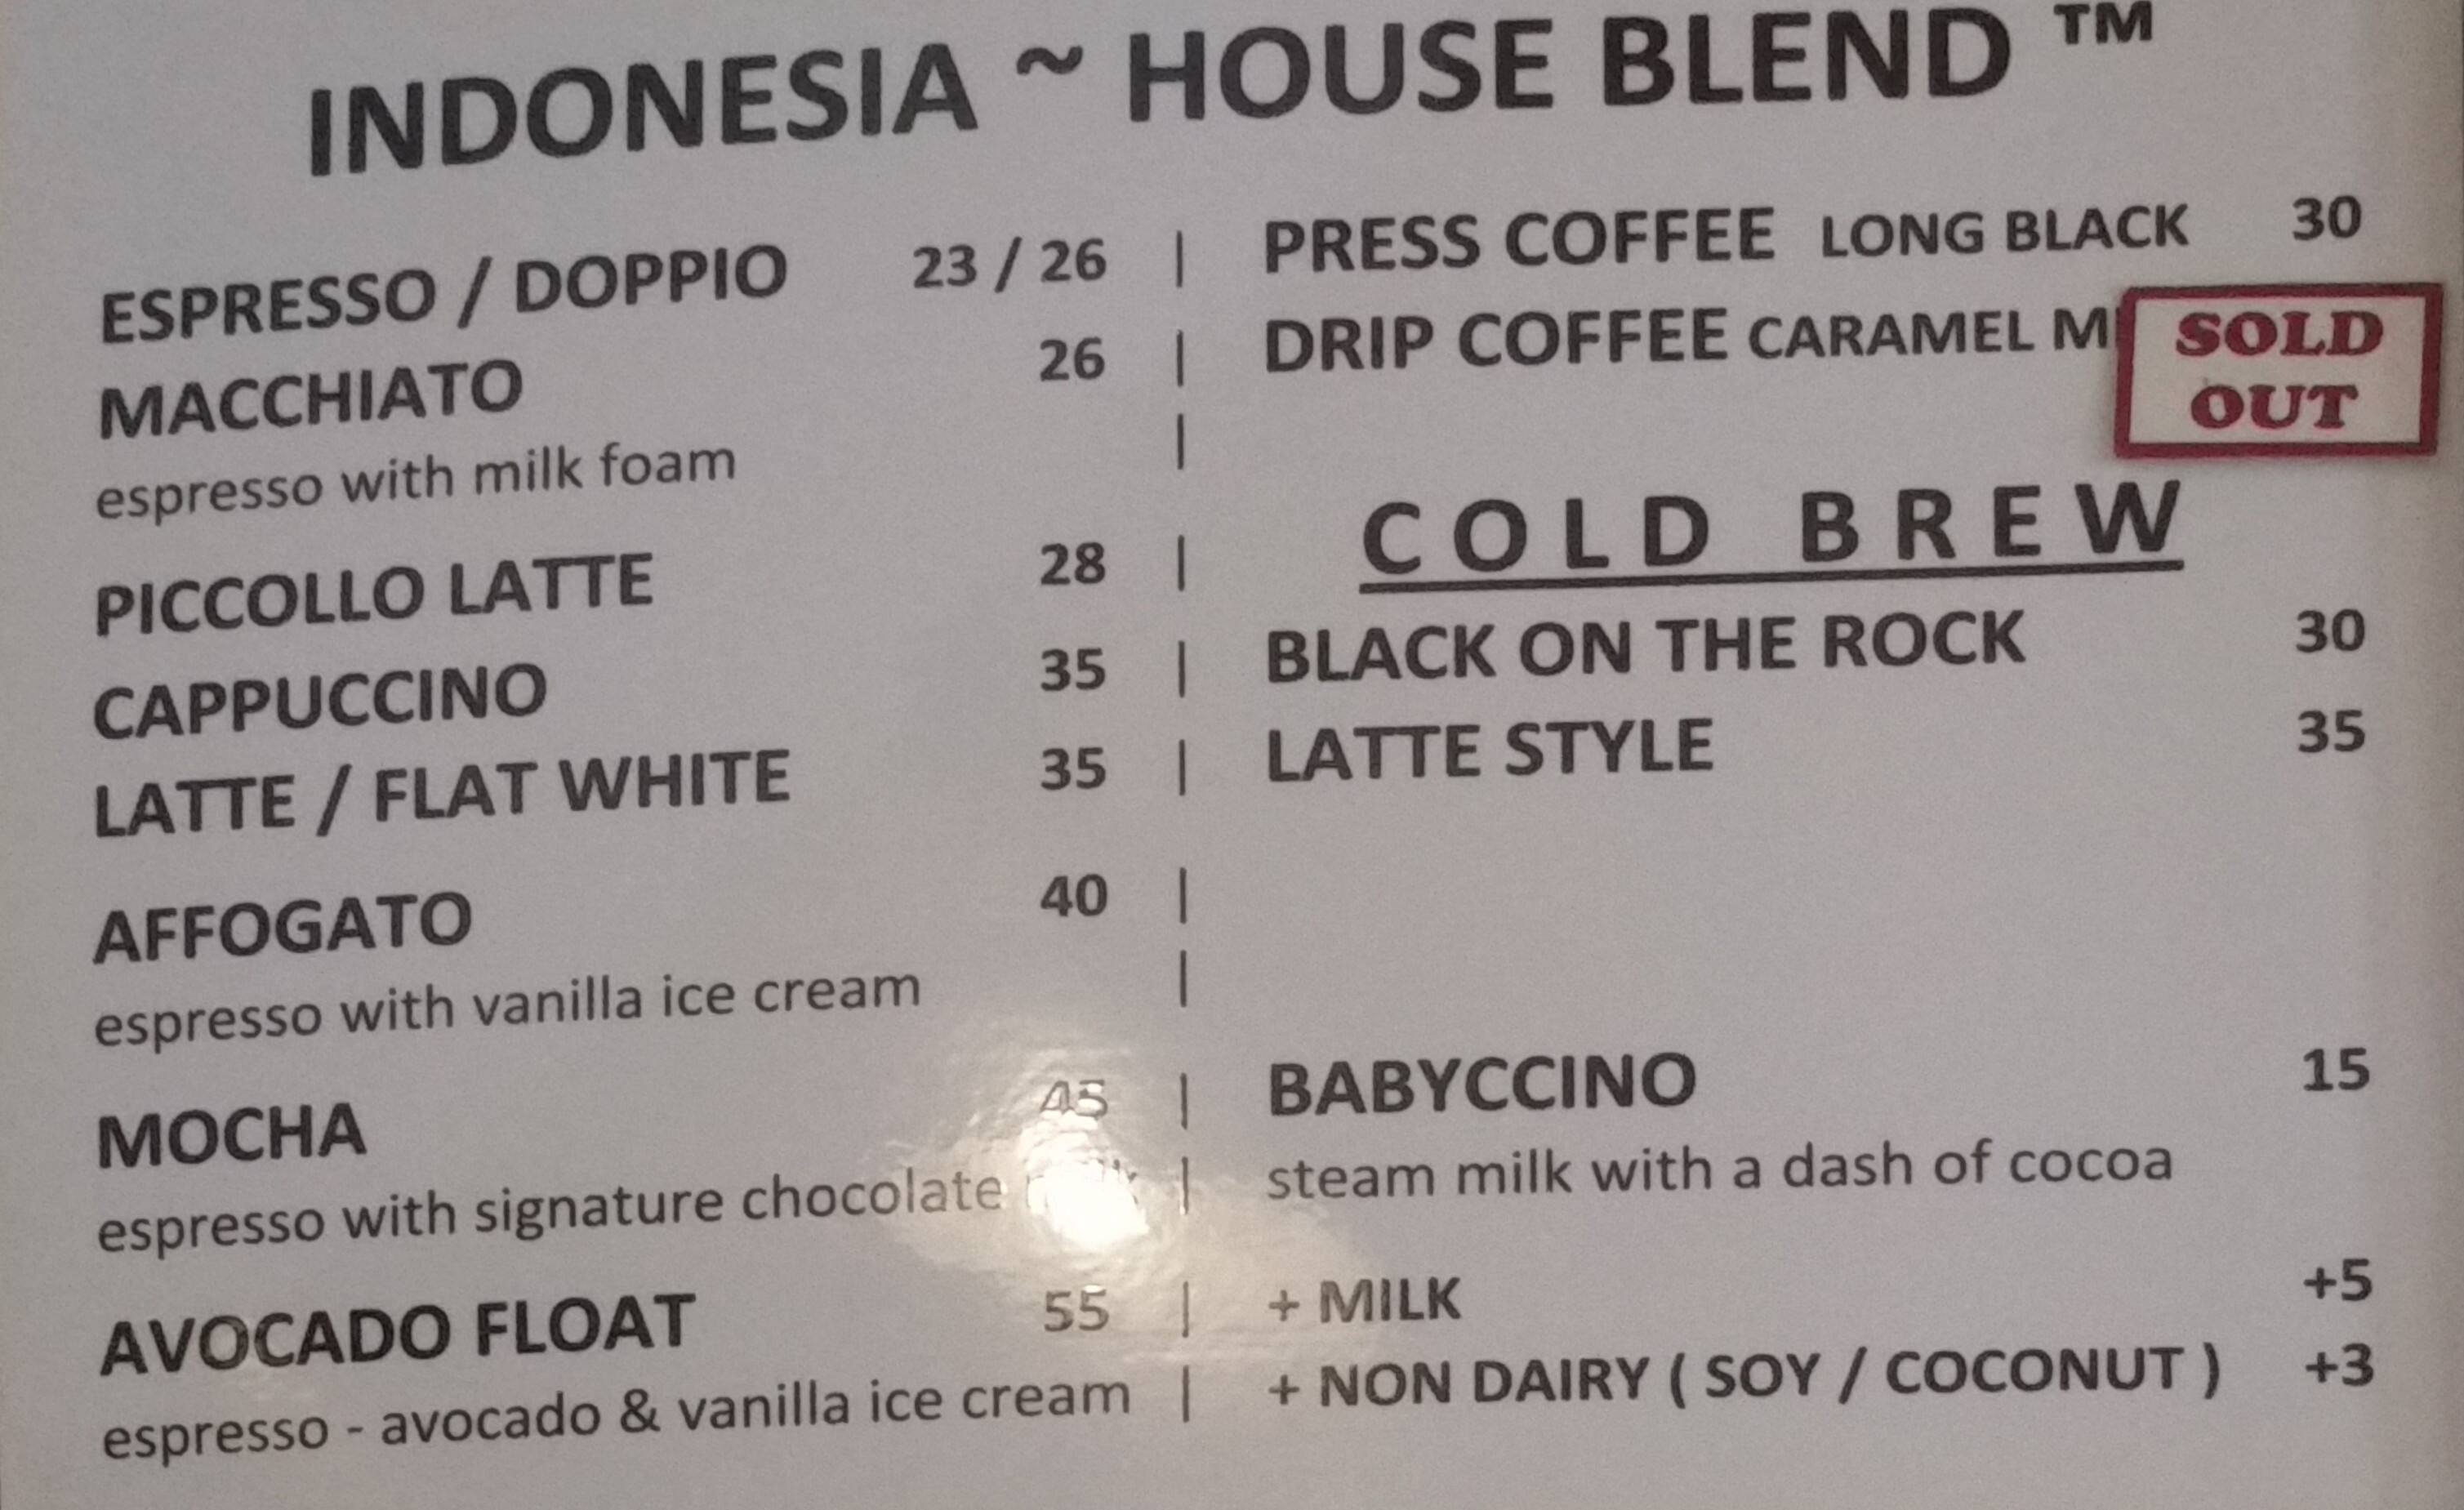 INDONESIA ~ HOUSE BLEND ™
ESPRESSO / DOPPIO 23 / 26 |
MACCHIATO 26 |
espresso with milk foam |
PICCOLLO LATTE 28 |
CAPPUCCINO 35 |
LATTE / FLAT WHITE 35 |
AFFOGATO 40 |
espresso with vanilla ice cream |
MOCHA 45 |
espresso with signature chocolate |
AVOCADO FLOAT 55 |
espresso - avocado & vanilla ice cream |
PRESS COFFEE LONG BLACK 30
DRIP COFFEE CARAMEL
SOLD
OUT
COLD BREW
BLACK ON THE ROCK 30
LATTE STYLE 35
BABYCCINO 15
steam milk with a dash of cocoa
+ MILK +5
+ NON DAIRY ( SOY / COCONUT ) +3